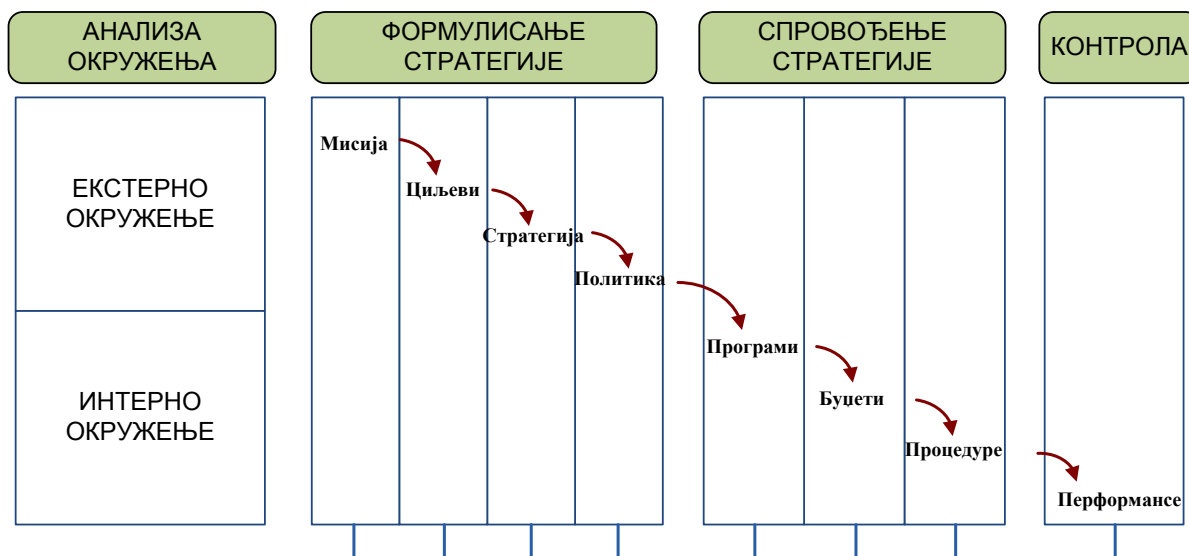 АНАЛИЗА
ОКРУЖЕЊА
ФОРМУЛИСАЊЕ
СТРАТЕГИЈЕ
СПРОВОЂЕЊЕ
СТРАТЕГИЈЕ
КОНТРОЛА
ЕКСТЕРНО
ОКРУЖЕЊЕ
ИНТЕРНО
ОКРУЖЕЊЕ
Мисија
Циљеви
Стратегија
Политика
Програми
Буџети
Процедуре
Перформансе